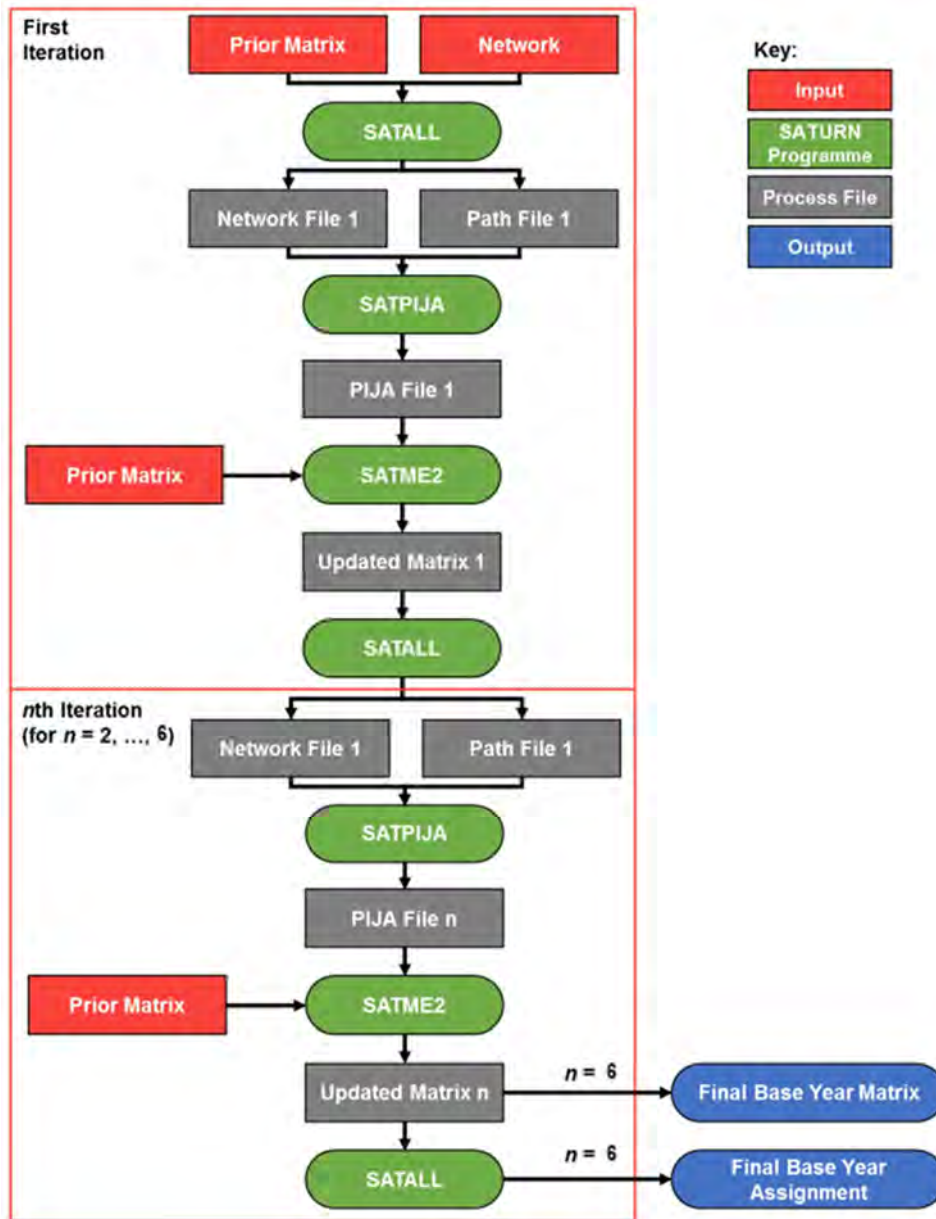 First
Iteration
Prior Matrix
Network
Key:
Input
SATURN
Programme
Process File
Output
SATALL
Network File 1
Path File 1
SATPIJA
PIJA File 1
Prior Matrix
SATME2
Updated Matrix 1
SATALL
nth Iteration
(for n = 2, ..., 6)
Network File 1
Path File 1
SATPIJA
PIJA File n
Prior Matrix
SATME2
Updated Matrix n
n = 6
Final Base Year Matrix
SATALL
n = 6
Final Base Year
Assignment